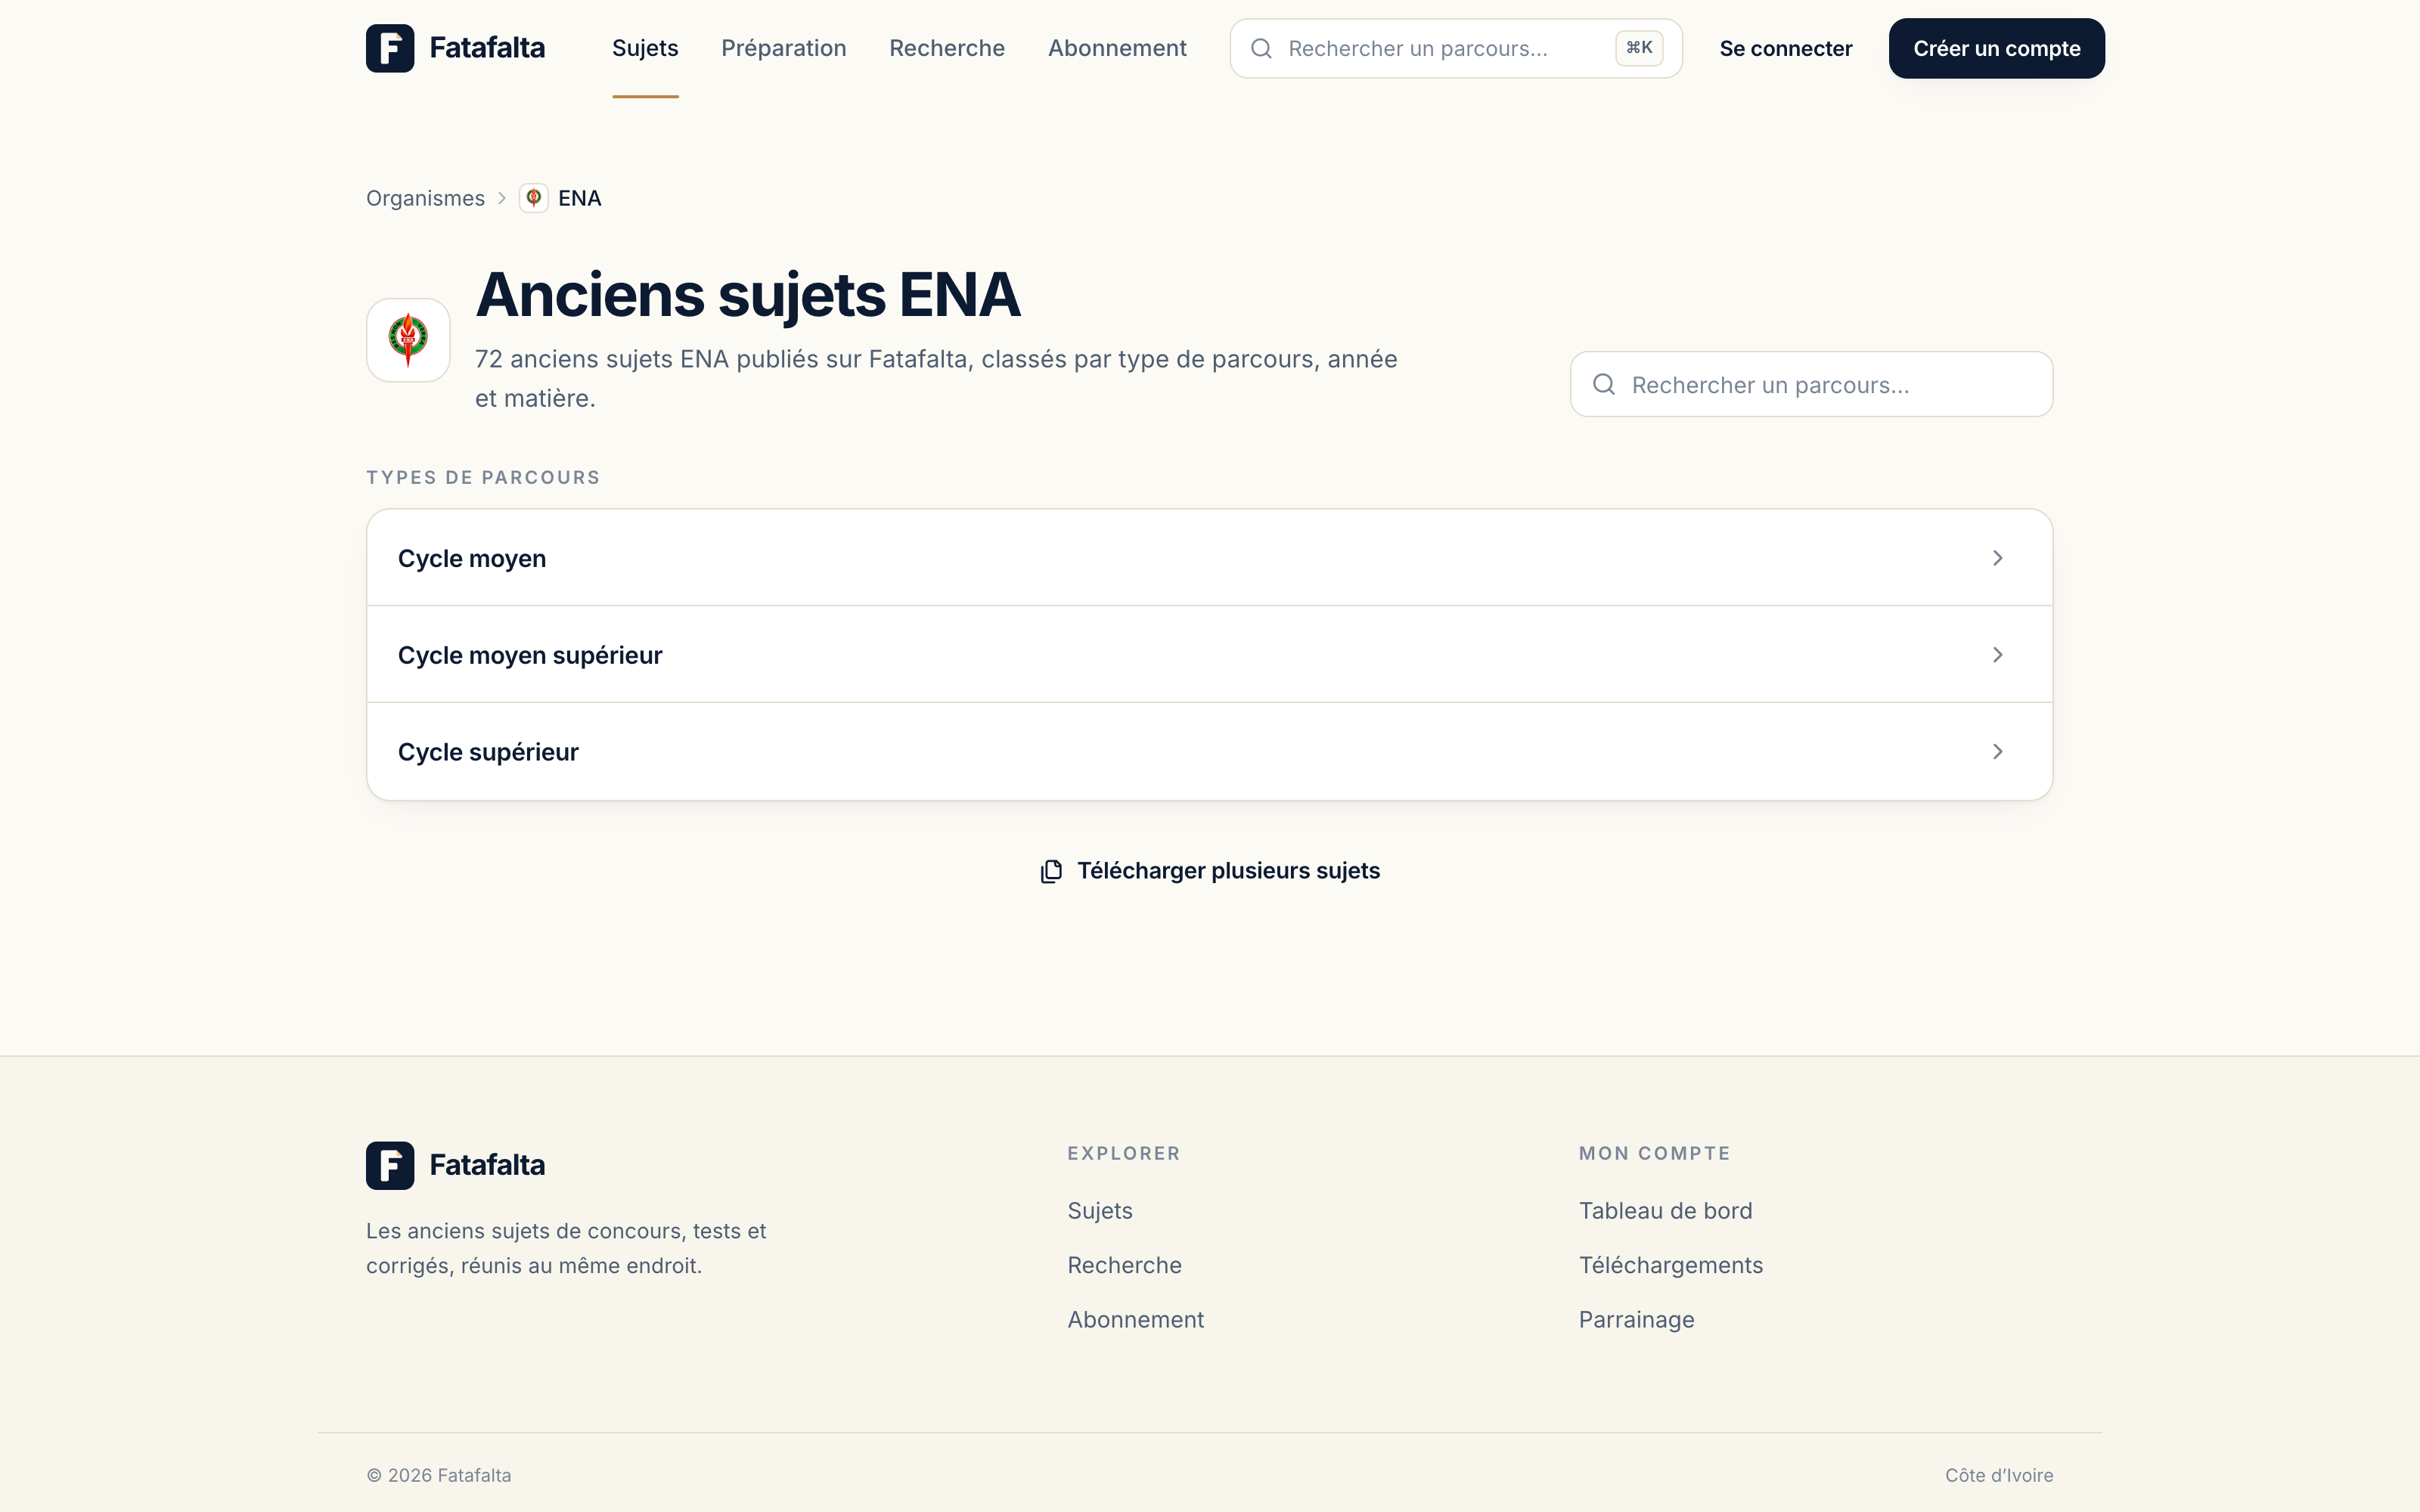 Fatafalta
Sujets
Préparation
Recherche
Abonnement
Rechercher un parcours...
⌘K
Se connecter
Créer un compte
Organismes
ENA
Anciens sujets ENA
72 anciens sujets ENA publiés sur Fatafalta, classés par type de parcours, année
et matière.
Rechercher un parcours...
TYPES DE PARCOURS
Cycle moyen
Cycle moyen supérieur
Cycle supérieur
Télécharger plusieurs sujets
Fatafalta
Les anciens sujets de concours, tests et
corrigés, réunis au même endroit.
EXPLORER
Sujets
Recherche
Abonnement
MON COMPTE
Tableau de bord
Téléchargements
Parrainage
© 2026 Fatafalta
Côte d’Ivoire